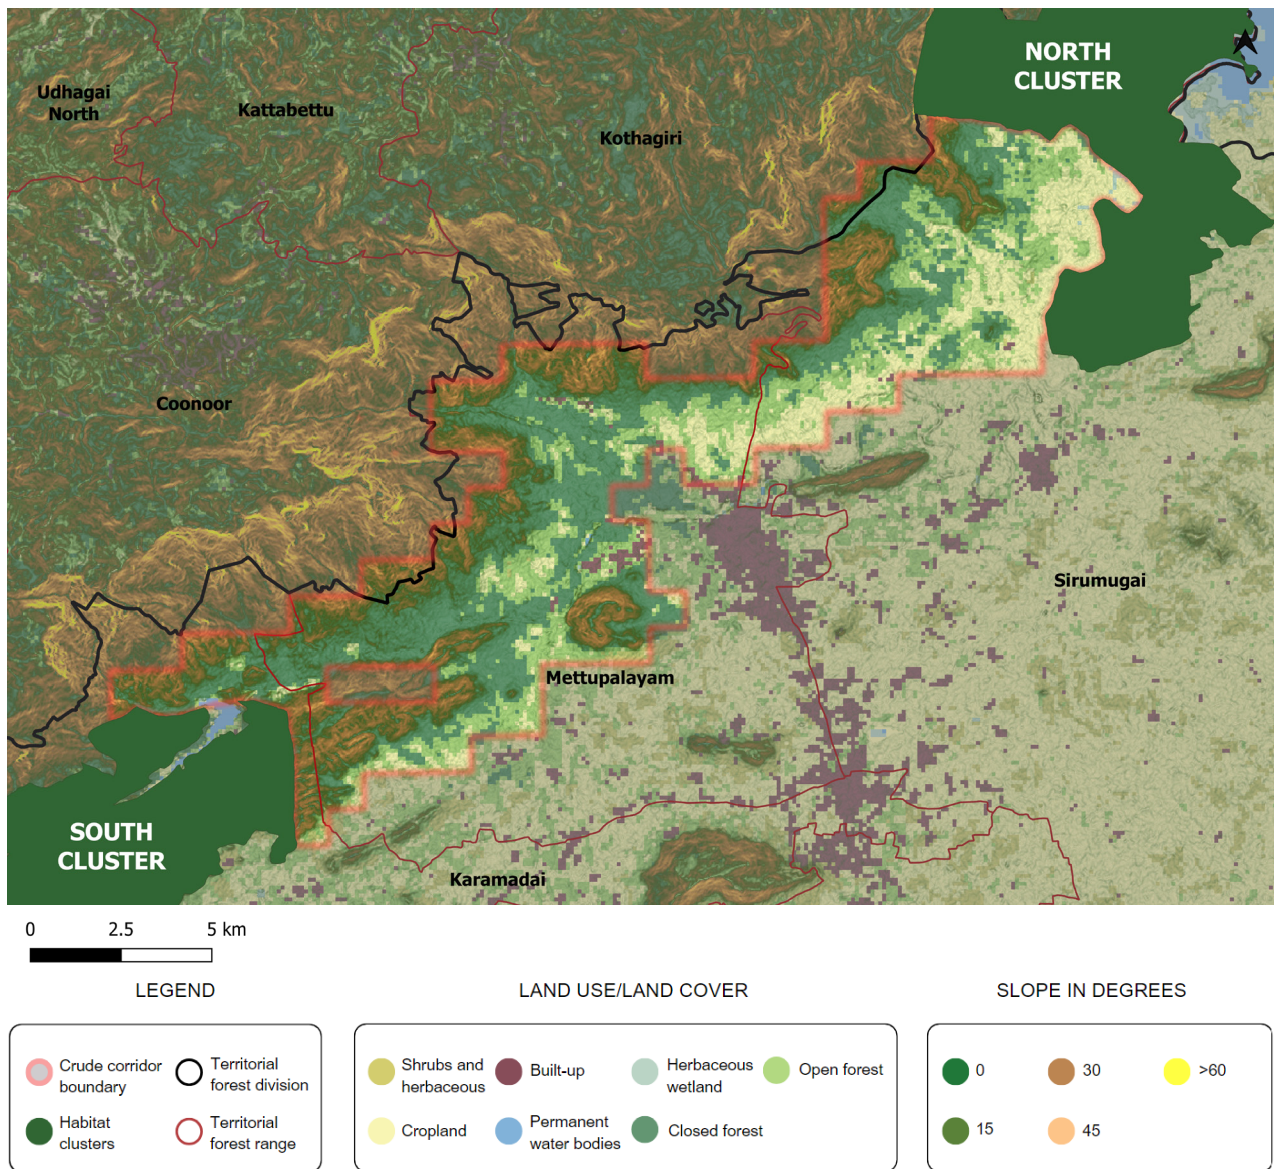 NORTH
CLUSTER
Udhagai
North
Kattabettu
Kothagiri
Coonoor
Sirumugai
Mettupalayam
SOUTH
CLUSTER
Karamadai
0 2.5 5 km
LEGEND
Crude corridor
boundary
Territorial
forest division
Habitat
clusters
Territorial
forest range
LAND USE/LAND COVER
Shrubs and
herbaceous
Built-up
Herbaceous
wetland
Open forest
Cropland
Permanent
water bodies
Closed forest
SLOPE IN DEGREES
0
30
>60
15
45